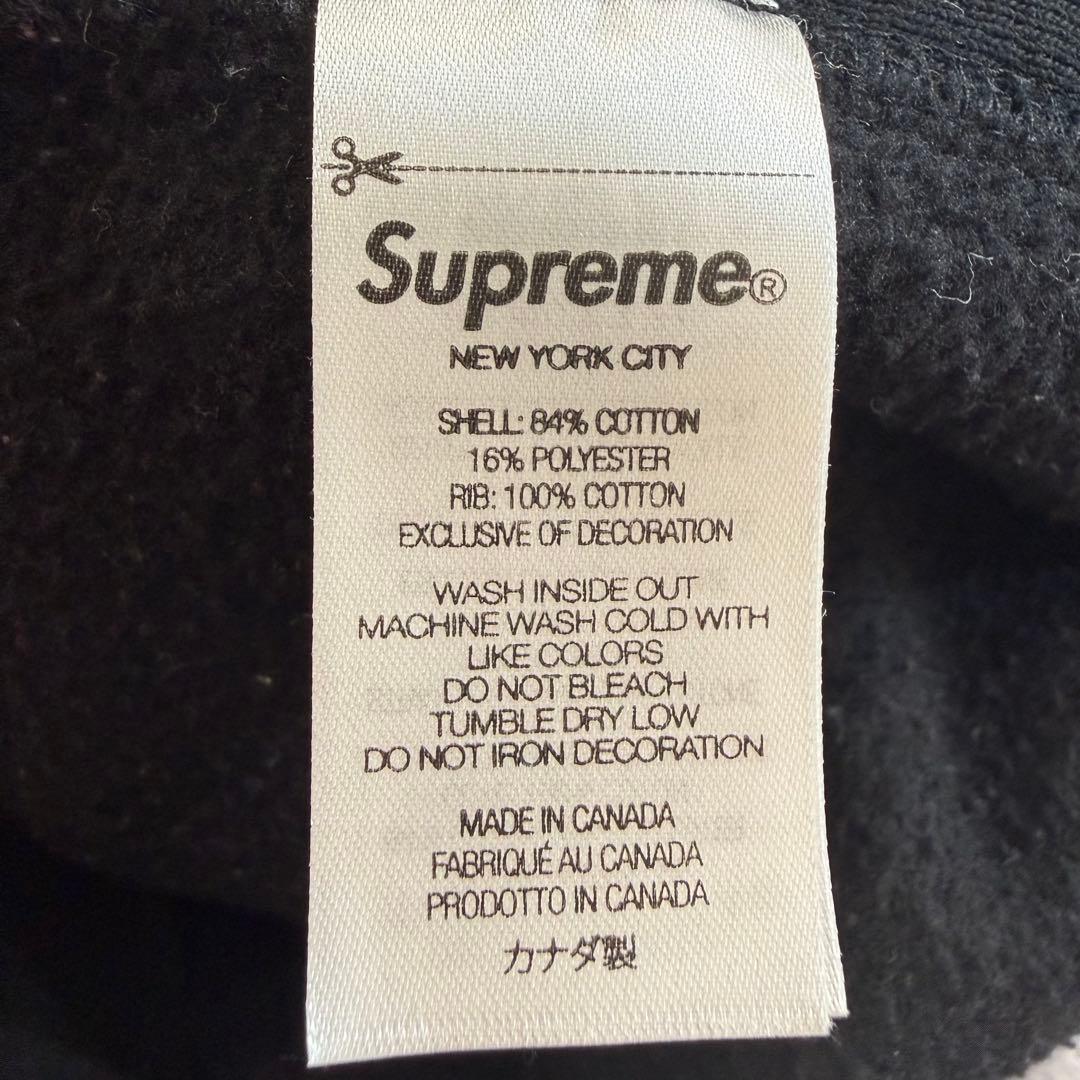 Supreme®
NEW YORK CITY
SHELL: 84% COTTON
16% POLYESTER
RIB: 100% COTTON
EXCLUSIVE OF DECORATION
WASH INSIDE OUT
MACHINE WASH COLD WITH
LIKE COLORS
DO NOT BLEACH
TUMBLE DRY LOW
DO NOT IRON DECORATION
MADE IN CANADA
FABRIQUÉ AU CANADA
PRODOTTO IN CANADA
カナダ製